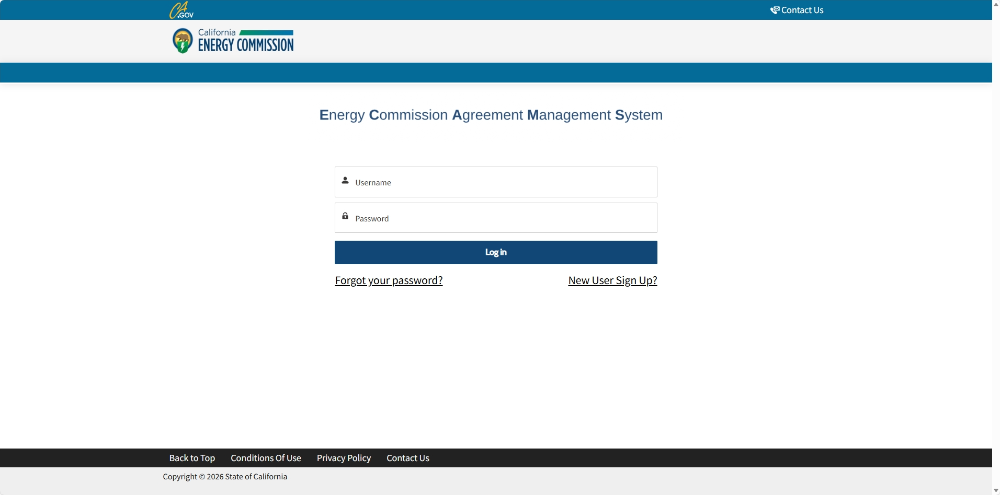 CA.GOV
Contact Us
California
ENERGY COMMISSION
Energy Commission Agreement Management System
Username
Password
Log in
Forgot your password?
New User Sign Up?
Back to Top
Conditions Of Use
Privacy Policy
Contact Us
Copyright © 2026 State of California